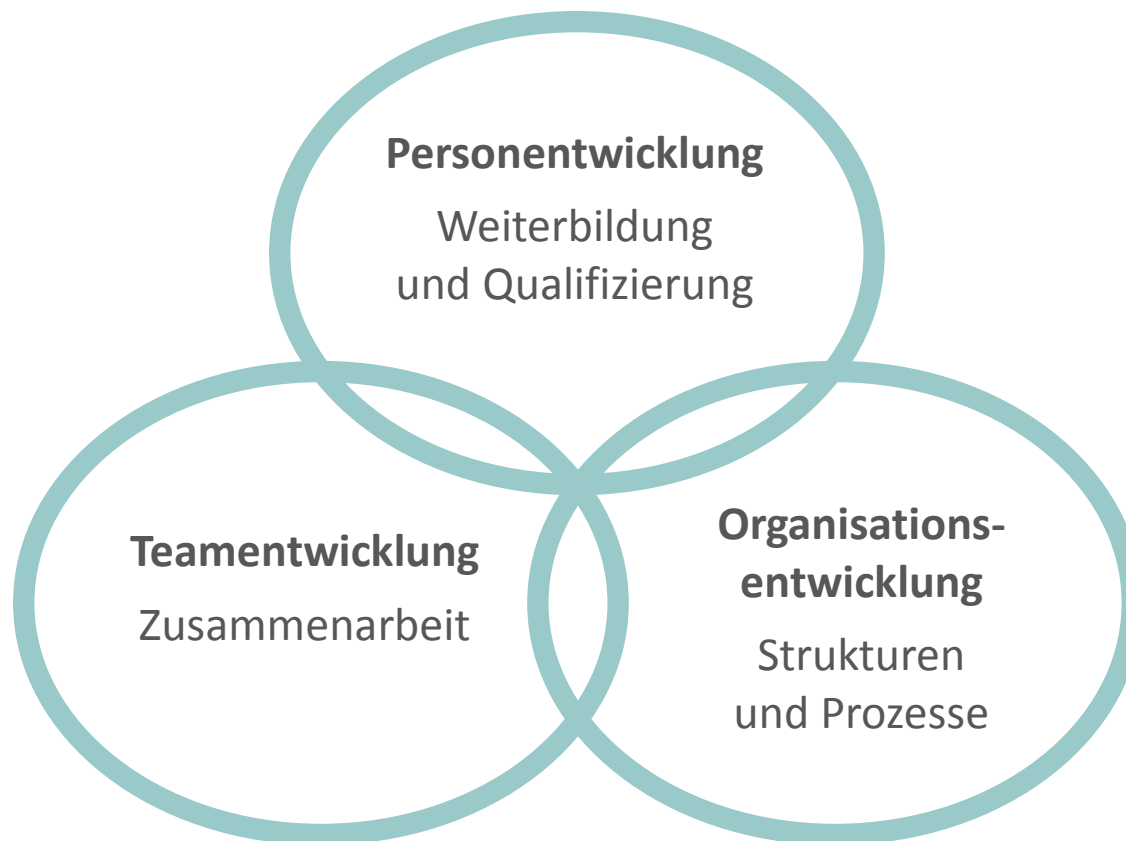 Personentwicklung
Weiterbildung
und Qualifizierung
Teamentwicklung
Zusammenarbeit
Organisations-
entwicklung
Strukturen
und Prozesse